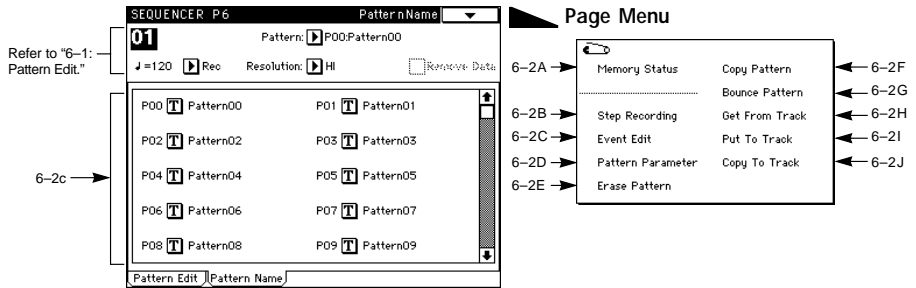 SEQUENCER P6 PatternName
01 Pattern: P00:Pattern00
Refer to "6–1: Pattern Edit."
♩=120 Rec Resolution: HI Remove Data
P00 T Pattern00 P01 T Pattern01
P02 T Pattern02 P03 T Pattern03
6–2c
P04 T Pattern04 P05 T Pattern05
P06 T Pattern06 P07 T Pattern07
P08 T Pattern08 P09 T Pattern09
Pattern Edit Pattern Name
Page Menu
6–2A Memory Status Copy Pattern 6–2F
Bounce Pattern 6–2G
6–2B Step Recording Get From Track 6–2H
6–2C Event Edit Put To Track 6–2I
6–2D Pattern Parameter Copy To Track 6–2J
6–2E Erase Pattern